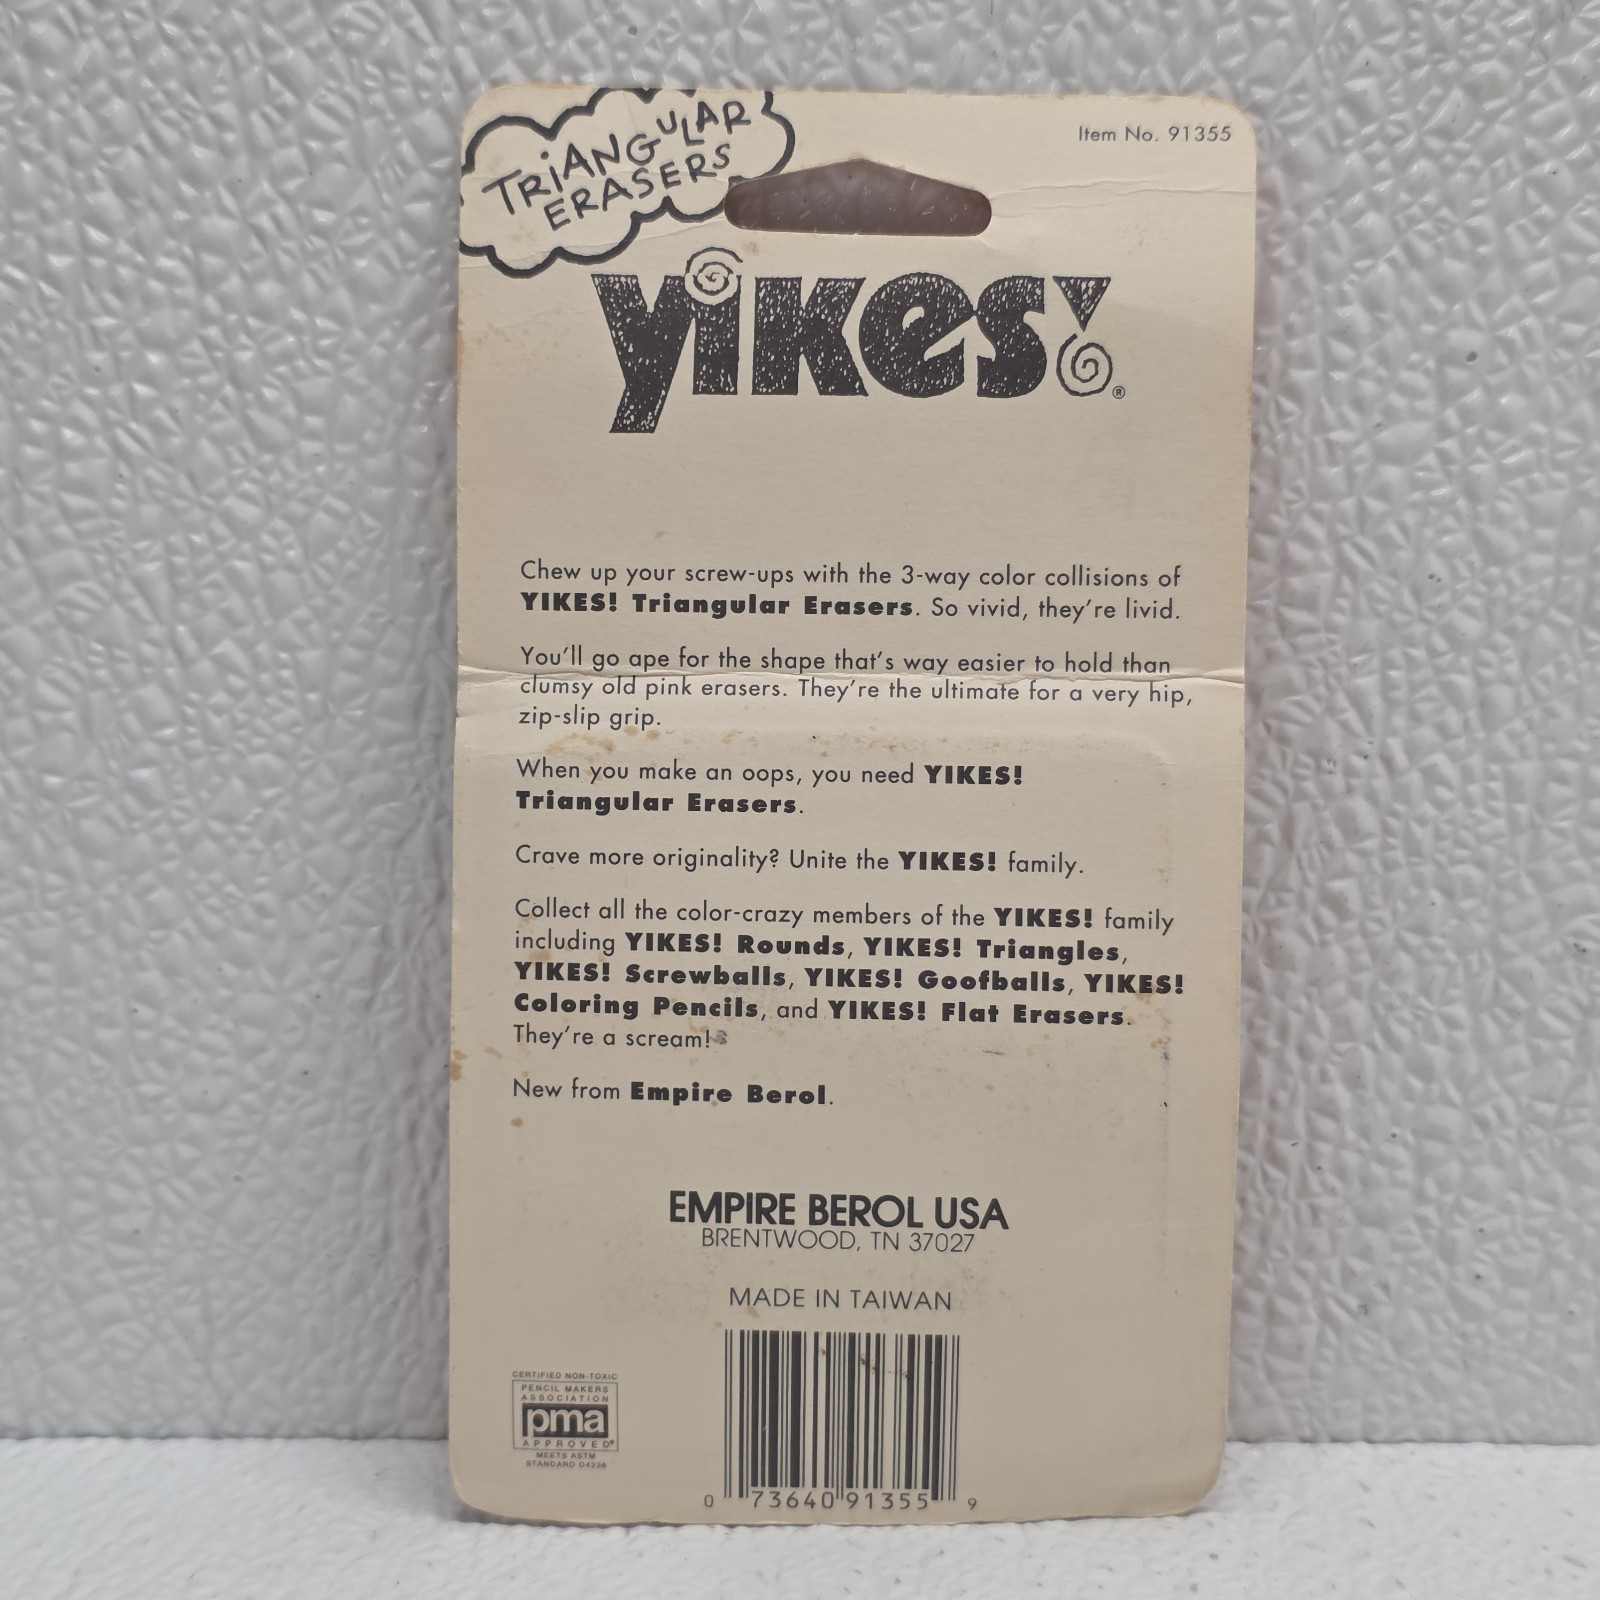 TRIANGULAR
ERASERS
Item No. 91355
YIKES!®
Chew up your screw-ups with the 3-way color collisions of
YIKES! Triangular Erasers. So vivid, they're livid.
You'll go ape for the shape that's way easier to hold than
clumsy old pink erasers. They're the ultimate for a very hip,
zip-slip grip.
When you make an oops, you need YIKES!
Triangular Erasers.
Crave more originality? Unite the YIKES! family.
Collect all the color-crazy members of the YIKES! family
including YIKES! Rounds, YIKES! Triangles,
YIKES! Screwballs, YIKES! Goofballs, YIKES!
Coloring Pencils, and YIKES! Flat Erasers.
They're a scream!
New from Empire Berol.
EMPIRE BEROL USA
BRENTWOOD, TN 37027
MADE IN TAIWAN
CERTIFIED NON-TOXIC
PENCIL MAKERS
ASSOCIATION
pma
APPROVED®
MEETS ASTM
STANDARD D4236
0 73640 91355 9